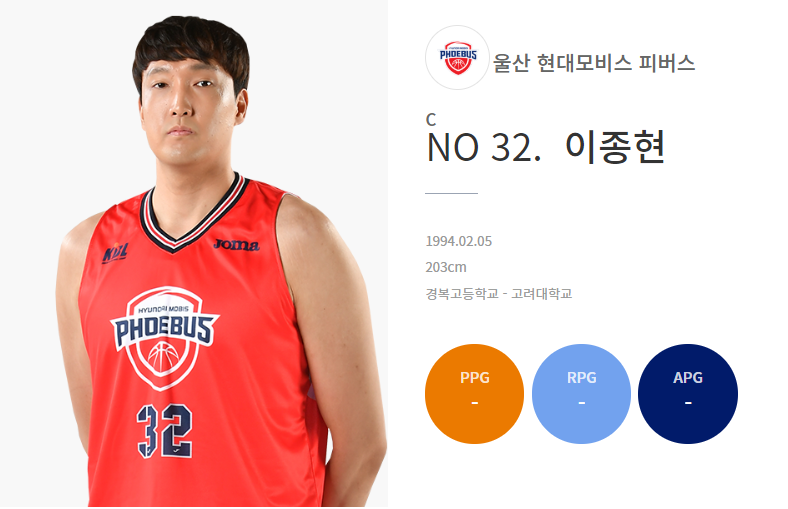 PHOEBUS
울산 현대모비스 피버스
C
NO 32. 이종현
1994.02.05
203cm
경복고등학교 - 고려대학교
PPG
-
RPG
-
APG
-
KBL
Joma
HYUNDAI MOBIS
PHOEBUS
32